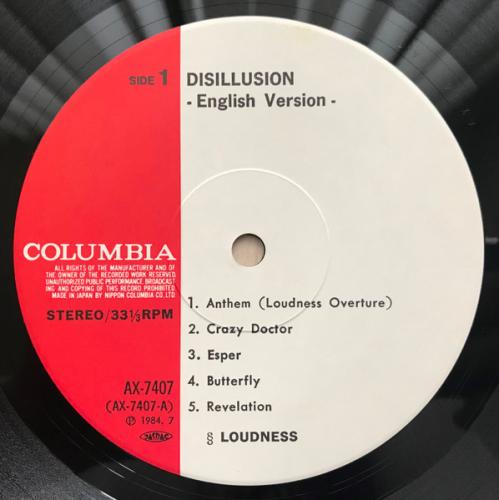 SIDE 1
DISILLUSION
- English Version -
COLUMBIA
ALL RIGHTS OF THE MANUFACTURER AND OF
THE OWNER OF THE RECORDED WORK RESERVED.
UNAUTHORIZED PUBLIC PERFORMANCE, BROADCAST-
ING AND COPYING OF THIS RECORD PROHIBITED.
MADE IN JAPAN BY NIPPON COLUMBIA CO.,LTD.
STEREO/33⅓RPM
1. Anthem (Loudness Overture)
2. Crazy Doctor
3. Esper
4. Butterfly
5. Revelation
§ LOUDNESS
AX-7407
(AX-7407-A)
Ⓟ 1984. 7
JASRAC